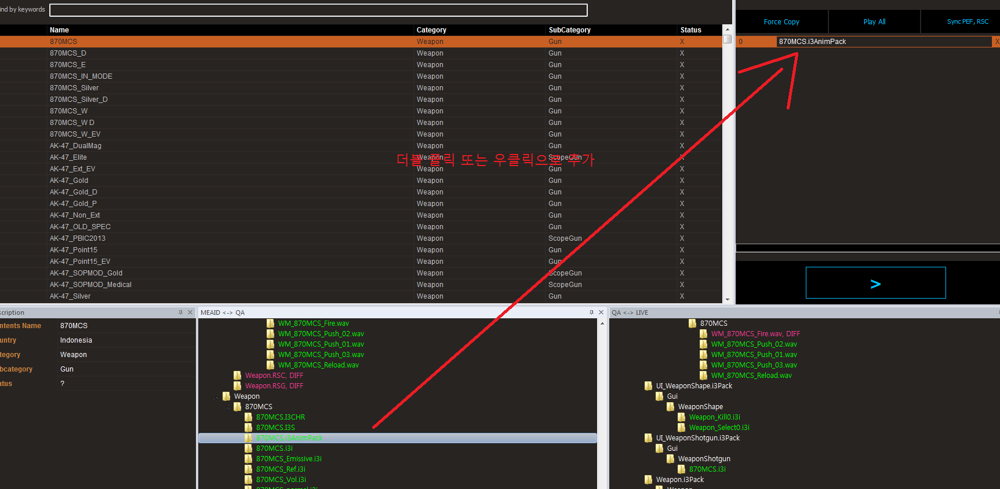 ind by keywords
Force Copy Play All Sync PEF, RSC
Name Category SubCategory Status
870MCS Weapon Gun X
870MCS_D Weapon Gun X
870MCS_E Weapon Gun X
870MCS_IN_MODE Weapon Gun X
870MCS_Silver Weapon Gun X
870MCS_Silver_D Weapon Gun X
870MCS_W Weapon Gun X
870MCS_W D Weapon Gun X
870MCS_W_EV Weapon Gun X
AK-47_DualMag Weapon Gun X
AK-47_Elite Weapon ScopeGun X
더블 클릭 또는 우클릭으로 추가
AK-47_Ext_EV Weapon Gun X
AK-47_Gold Weapon Gun X
AK-47_Gold_D Weapon Gun X
AK-47_Gold_P Weapon Gun X
AK-47_Non_Ext Weapon Gun X
AK-47_OLD_SPEC Weapon Gun X
AK-47_PBIC2013 Weapon ScopeGun X
AK-47_Point15 Weapon Gun X
AK-47_Point15_EV Weapon Gun X
AK-47_SOPMOD_Gold Weapon ScopeGun X
AK-47_SOPMOD_Medical Weapon ScopeGun X
AK-47_Silver Weapon Gun X
0 870MCS.i3AnimPack X
>
scription
ntents Name 870MCS
untry Indonesia
tegory Weapon
bcategory Gun
atus ?
MEAID <-> QA
WM_870MCS_Fire.wav
WM_870MCS_Push_02.wav
WM_870MCS_Push_01.wav
WM_870MCS_Push_03.wav
WM_870MCS_Reload.wav
Weapon.RSC, DIFF
Weapon.RSG, DIFF
Weapon
870MCS
870MCS.I3CHR
870MCS.I3S
870MCS.i3AnimPack
870MCS.i3i
870MCS_Emissive.i3i
870MCS_Ref.i3i
870MCS_Vol.i3i
870MCS_normal.i3i
QA <-> LIVE
870MCS
WM_870MCS_Fire.wav, DIFF
WM_870MCS_Push_02.wav
WM_870MCS_Push_01.wav
WM_870MCS_Push_03.wav
WM_870MCS_Reload.wav
UI_WeaponShape.i3Pack
Gui
WeaponShape
Weapon_Kill0.i3i
Weapon_Select0.i3i
UI_WeaponShotgun.i3Pack
Gui
WeaponShotgun
870MCS.i3i
Weapon.i3Pack
Weapon